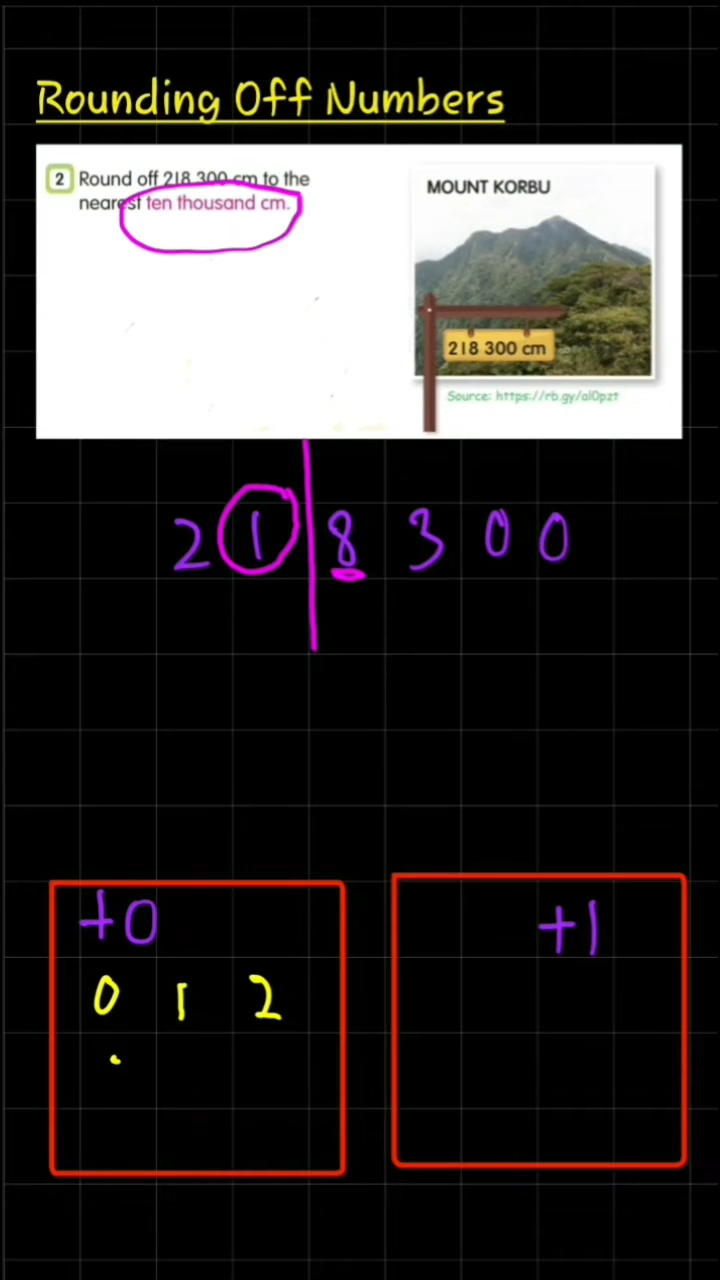 Rounding Off Numbers
2 Round off 218 300 cm to the
nearest ten thousand cm.
MOUNT KORBU
218 300 cm
Source: https://rb.gy/al0pzt
2 1 8 3 0 0
+0
0 1 2
+1